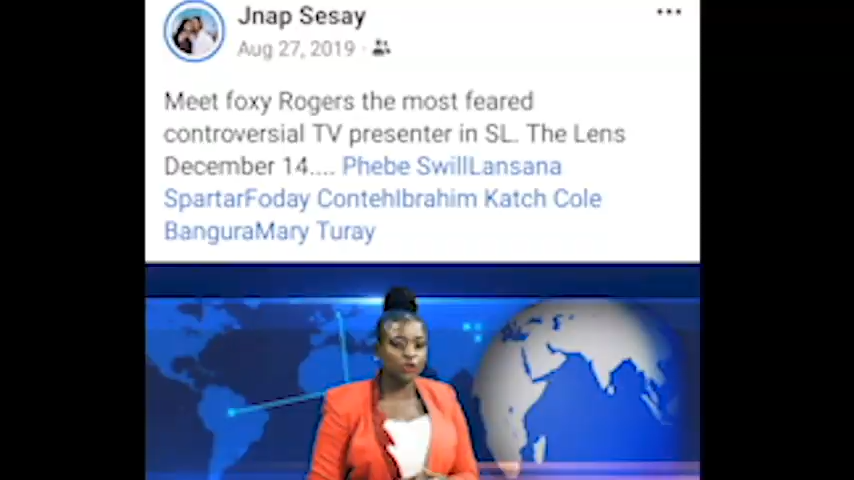 Jnap Sesay
Aug 27, 2019 ·
Meet foxy Rogers the most feared
controversial TV presenter in SL. The Lens
December 14.... Phebe SwillLansana
SpartarFoday ContehIbrahim Katch Cole
BanguraMary Turay